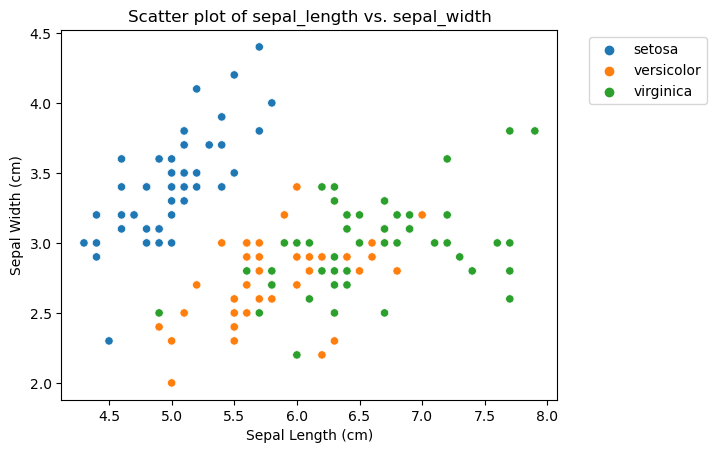 Scatter plot of sepal_length vs. sepal_width
setosa
versicolor
virginica
Sepal Width (cm)
4.5
4.0
3.5
3.0
2.5
2.0
4.5 5.0 5.5 6.0 6.5 7.0 7.5 8.0
Sepal Length (cm)